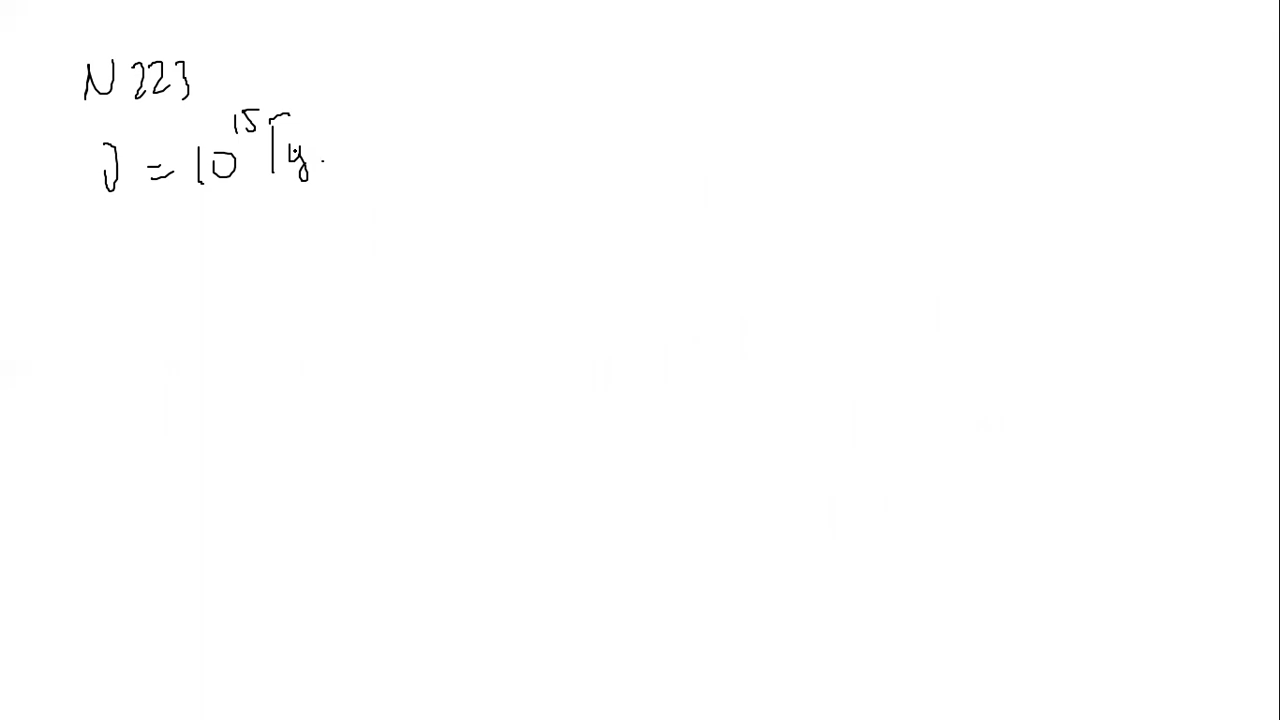 N 223
ν = 10¹⁵ Гц.